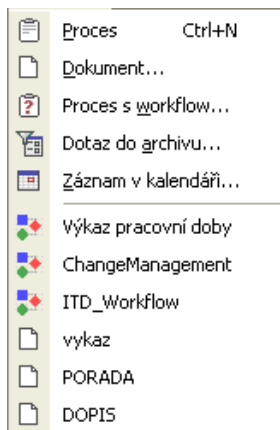 Proces Ctrl+N
Dokument...
Proces s workflow...
Dotaz do archivu...
Záznam v kalendáři...
Výkaz pracovní doby
ChangeManagement
ITD_Workflow
vykaz
PORADA
DOPIS